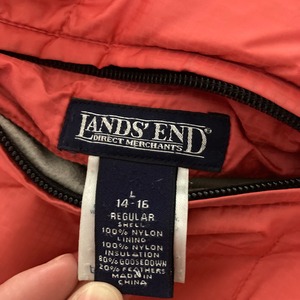 LANDS' END®
DIRECT MERCHANTS
L
14-16
REGULAR
SHELL
100% NYLON
LINING
100% NYLON
INSULATION
80% GOOSEDOWN
20% FEATHERS
MADE IN
CHINA